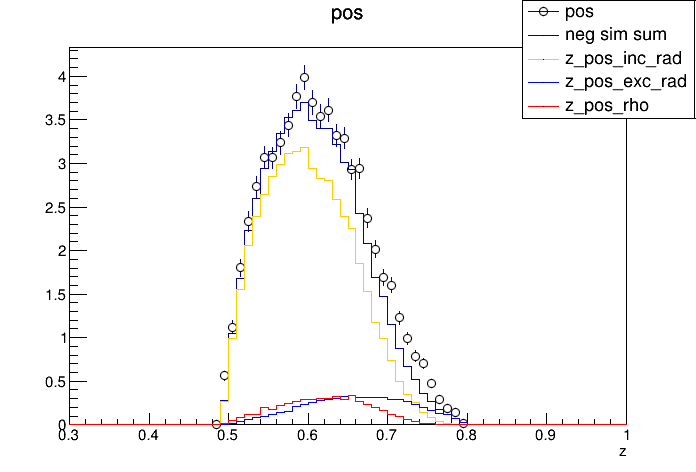 pos
pos
neg sim sum
z_pos_inc_rad
z_pos_exc_rad
z_pos_rho
4
3.5
3
2.5
2
1.5
1
0.5
0
0.3 0.4 0.5 0.6 0.7 0.8 0.9 1
z